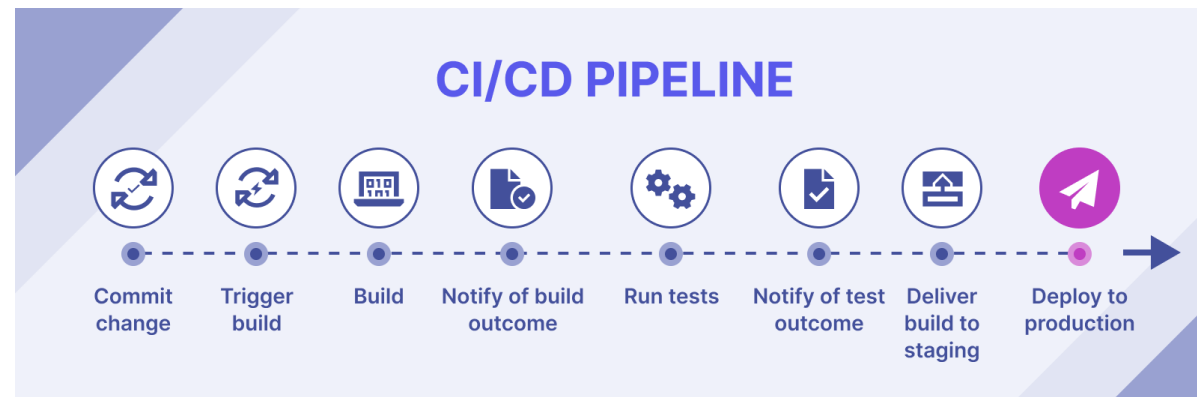 CI/CD PIPELINE
Commit
change
Trigger
build
Build
Notify of build
outcome
Run tests
Notify of test
outcome
Deliver
build to
staging
Deploy to
production